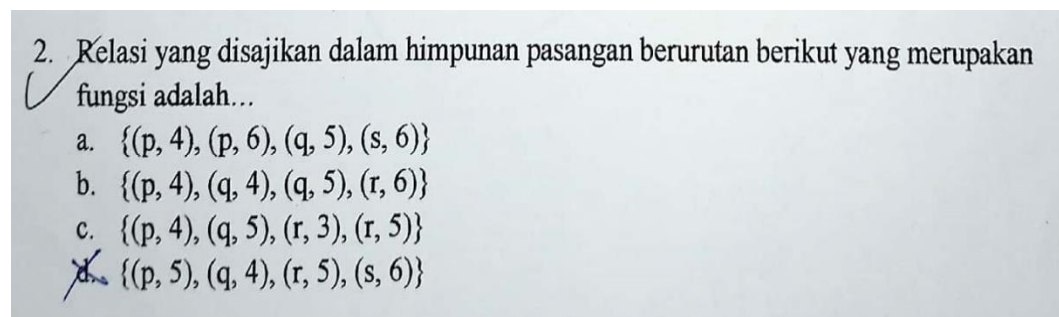 2. Relasi yang disajikan dalam himpunan pasangan berurutan berikut yang merupakan
fungsi adalah...
a. {(p, 4), (p, 6), (q, 5), (s, 6)}
b. {(p, 4), (q, 4), (q, 5), (r, 6)}
c. {(p, 4), (q, 5), (r, 3), (r, 5)}
d. {(p, 5), (q, 4), (r, 5), (s, 6)}